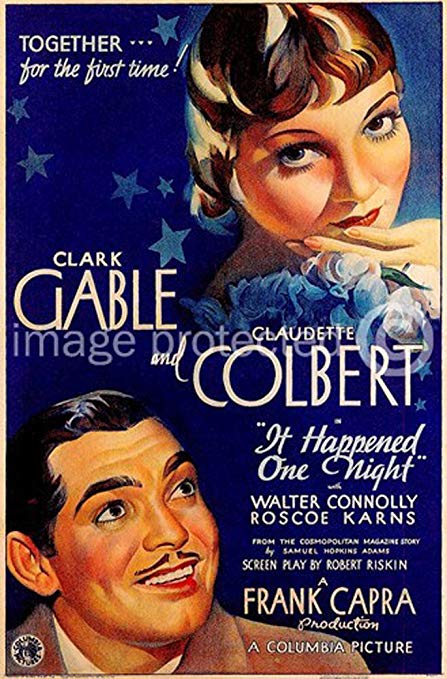 TOGETHER ...
for the first time!
CLARK
GABLE
and
CLAUDETTE
COLBERT
image protected ©
IN
"It Happened
One Night"
with
WALTER CONNOLLY
ROSCOE KARNS
FROM THE COSMOPOLITAN MAGAZINE STORY
by
SAMUEL HOPKINS ADAMS
SCREEN PLAY BY ROBERT RISKIN
A
FRANK CAPRA
Production
A COLUMBIA PICTURE